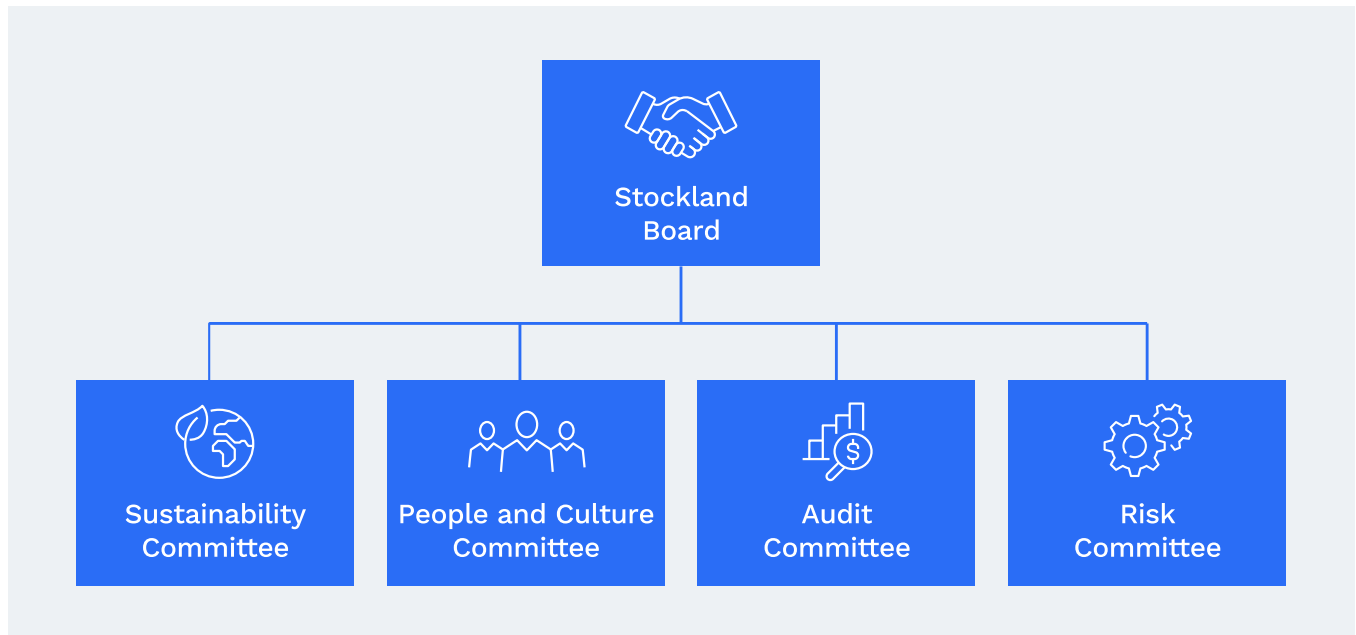 Stockland
Board
Sustainability
Committee
People and Culture
Committee
Audit
Committee
Risk
Committee